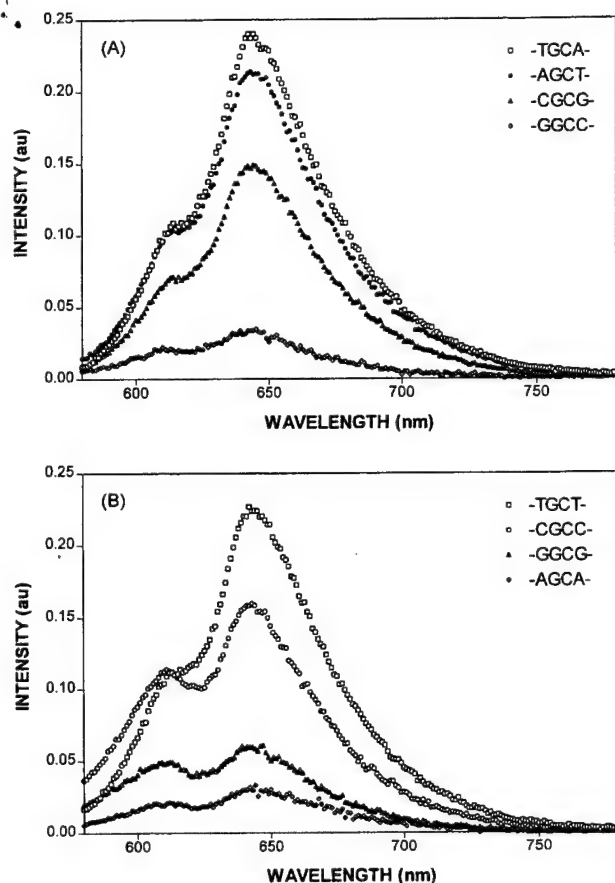 (A)
-TGCA-
-AGCT-
-CGCG-
-GGCC-
INTENSITY (au)
0.25
0.20
0.15
0.10
0.05
0.00
600 650 700 750
WAVELENGTH (nm)
(B)
-TGCT-
-CGCC-
-GGCG-
-AGCA-
INTENSITY (au)
0.25
0.20
0.15
0.10
0.05
0.00
600 650 700 750
WAVELENGTH (nm)